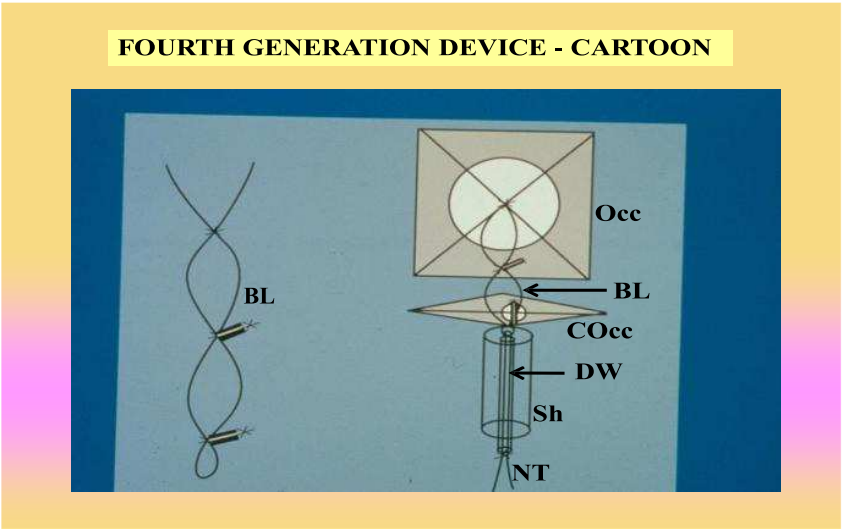 FOURTH GENERATION DEVICE - CARTOON
Occ
BL
BL
COcc
DW
Sh
NT